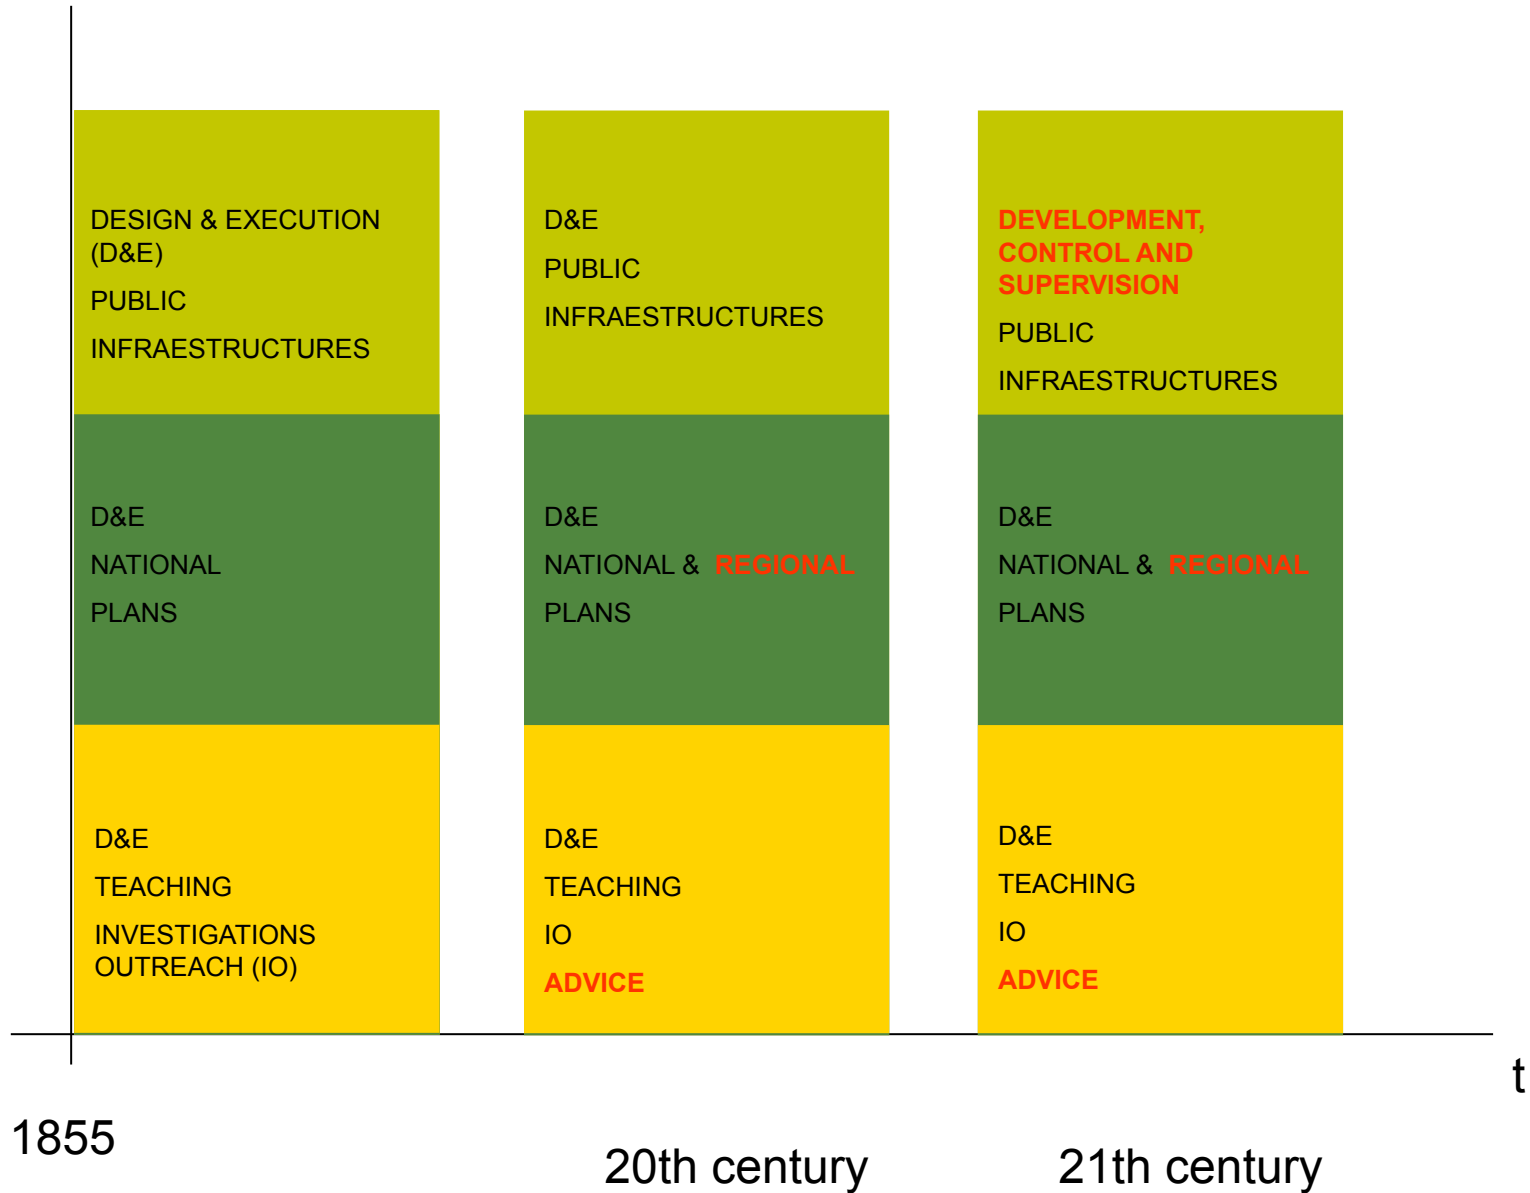 DESIGN & EXECUTION
(D&E)
PUBLIC
INFRAESTRUCTURES
D&E
NATIONAL
PLANS
D&E
TEACHING
INVESTIGATIONS
OUTREACH (IO)
D&E
PUBLIC
INFRAESTRUCTURES
D&E
NATIONAL & REGIONAL
PLANS
D&E
TEACHING
IO
ADVICE
DEVELOPMENT,
CONTROL AND
SUPERVISION
PUBLIC
INFRAESTRUCTURES
D&E
NATIONAL & REGIONAL
PLANS
D&E
TEACHING
IO
ADVICE
t
1855
20th century
21th century